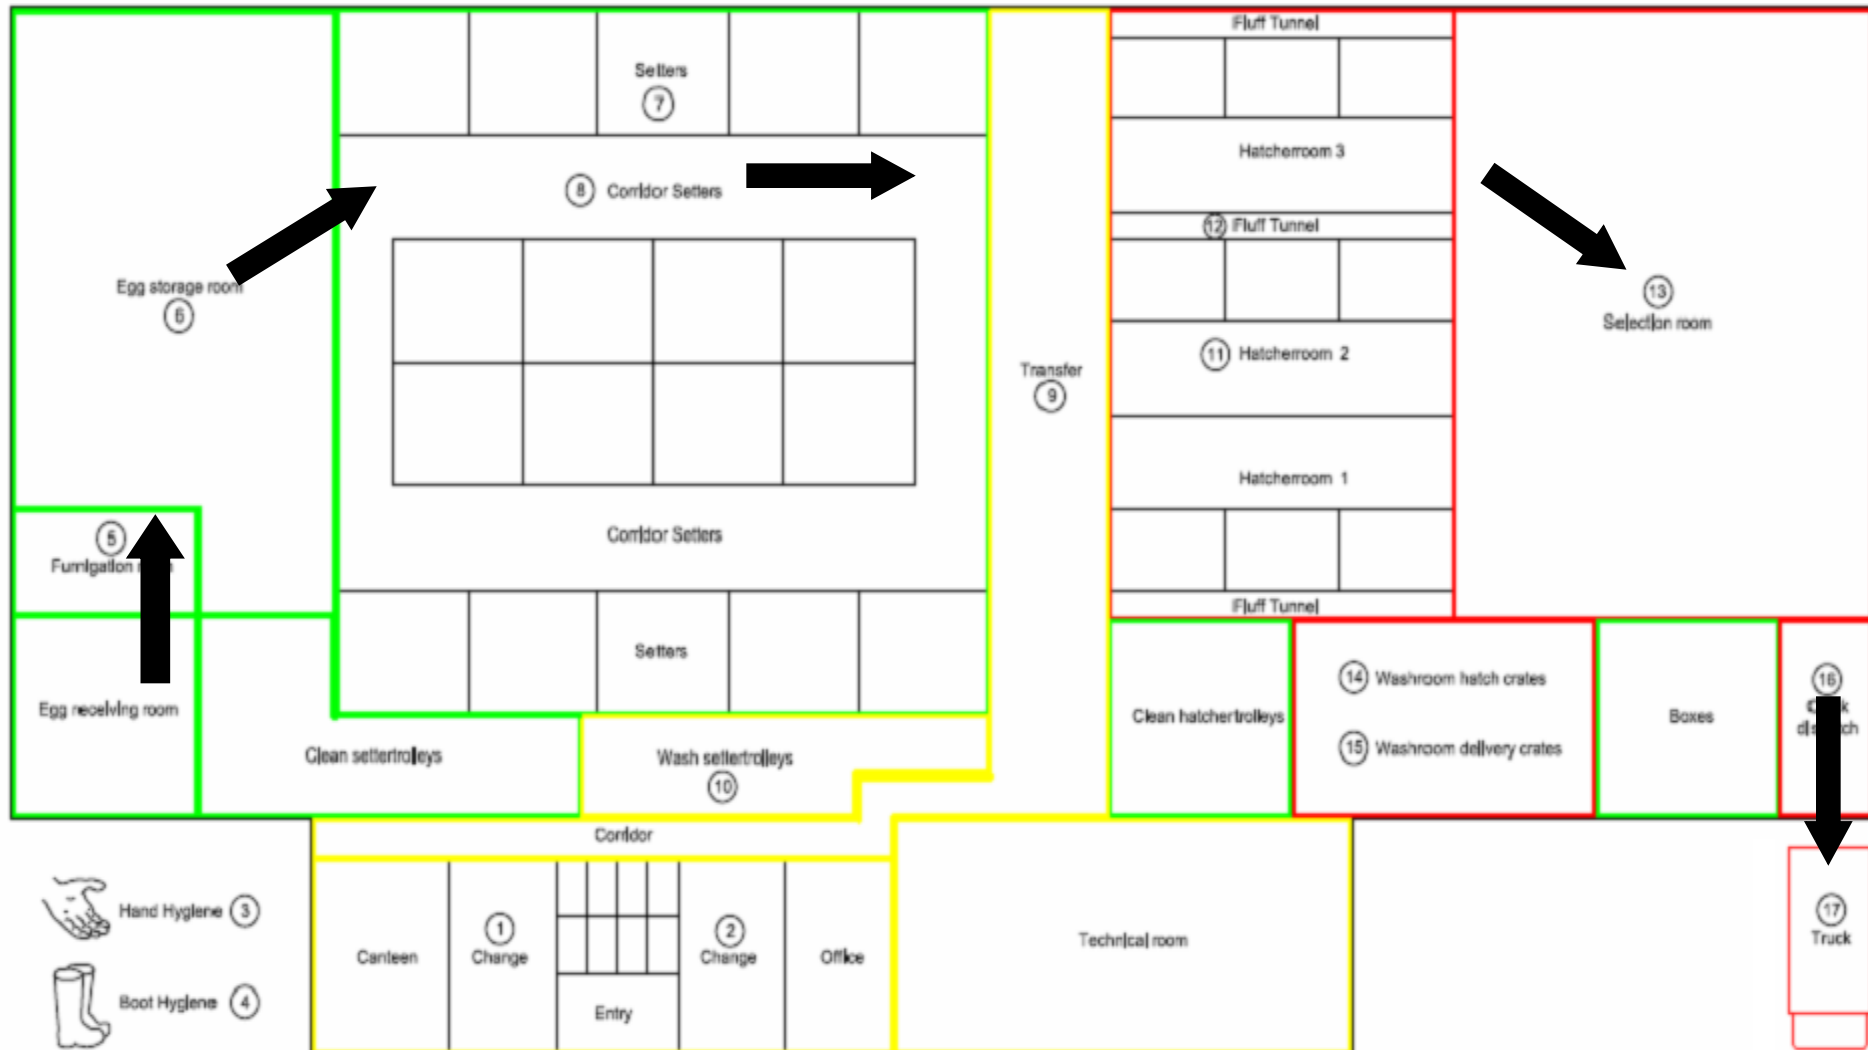 Fluff Tunnel
Setters
7
Hatcherroom 3
8 Corridor Setters
12 Fluff Tunnel
Egg storage room
6
13
Selection room
11 Hatcherroom 2
Transfer
9
Hatcherroom 1
Corridor Setters
5
Fumigation
Fluff Tunnel
Setters
14 Washroom hatch crates
16
Egg receiving room
Clean hatchertrolleys
Boxes
15 Washroom delivery crates
Clean settertrolleys
Wash settertrolleys
10
Corridor
Hand Hygiene 3
1
Change
2
Change
Canteen
Office
Technical room
17
Truck
Boot Hygiene 4
Entry